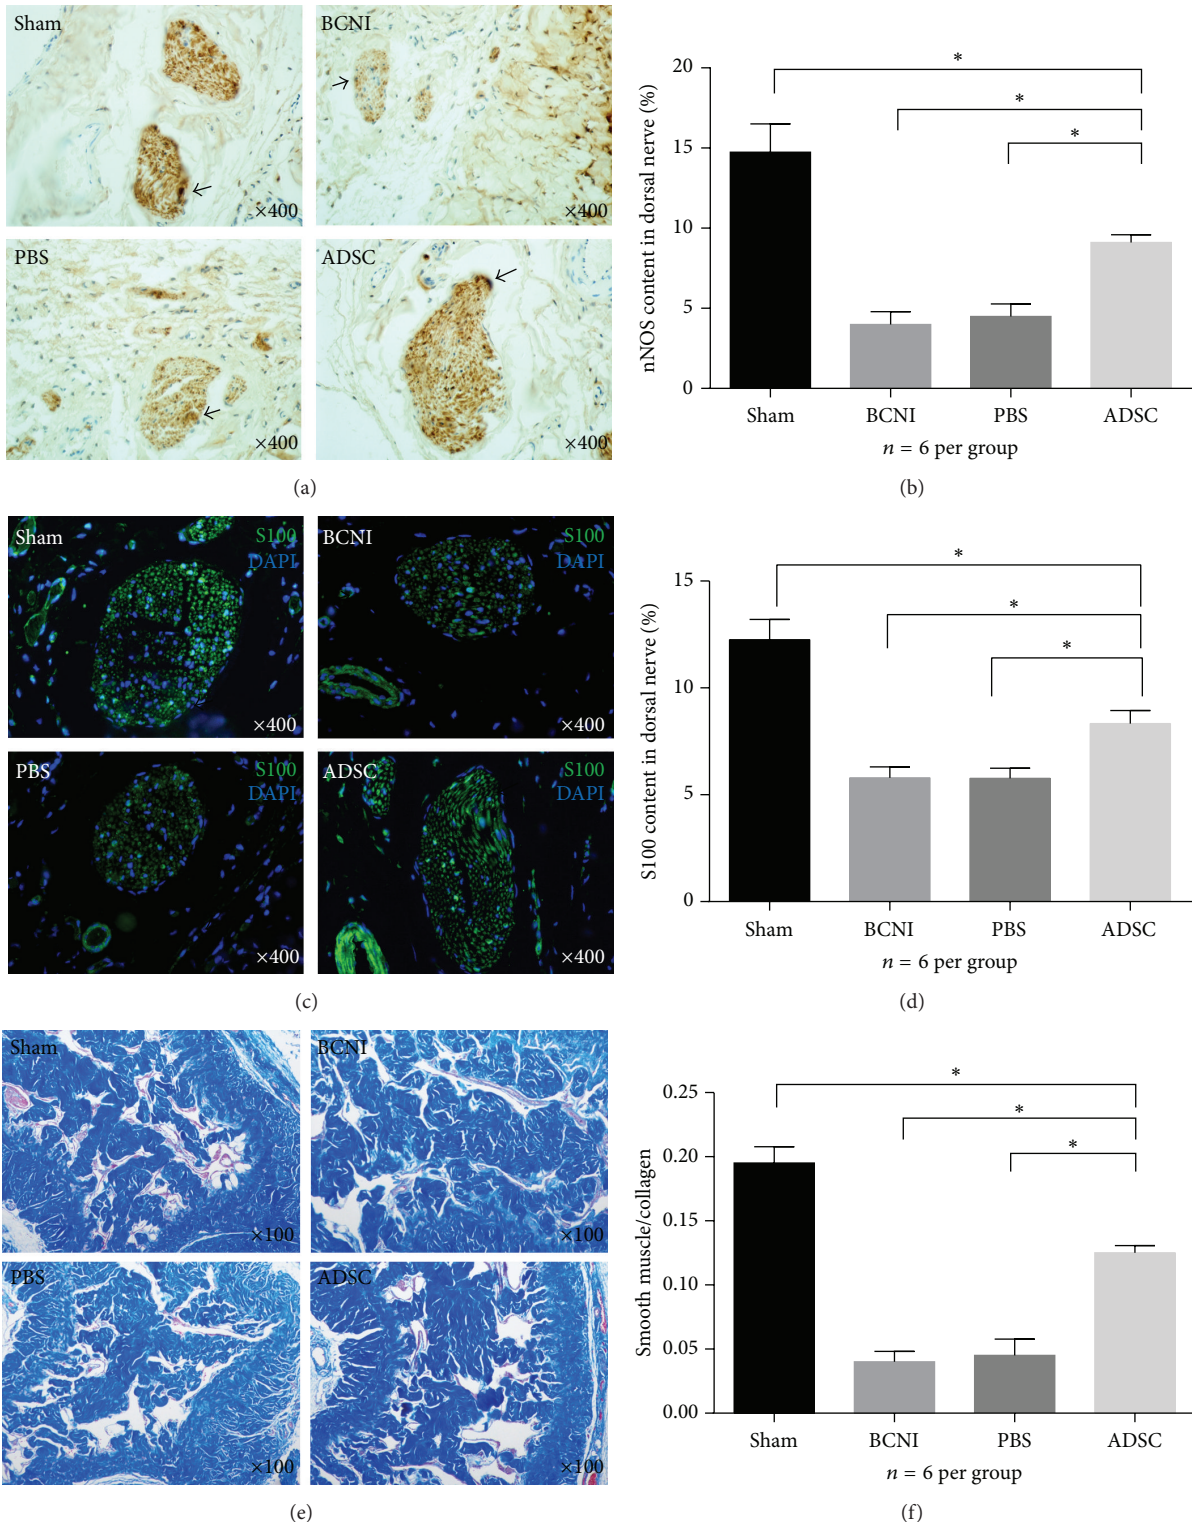 Sham
×400
BCNI
×400
PBS
×400
ADSC
×400
(a)
nNOS content in dorsal nerve (%)
20
15
10
5
0
*
*
*
Sham BCNI PBS ADSC
n = 6 per group
(b)
Sham
S100
DAPI
×400
BCNI
S100
DAPI
×400
PBS
S100
DAPI
×400
ADSC
S100
DAPI
×400
(c)
S100 content in dorsal nerve (%)
15
10
5
0
*
*
*
Sham BCNI PBS ADSC
n = 6 per group
(d)
Sham
×100
BCNI
×100
PBS
×100
ADSC
×100
(e)
Smooth muscle/collagen
0.25
0.20
0.15
0.10
0.05
0.00
*
*
*
Sham BCNI PBS ADSC
n = 6 per group
(f)